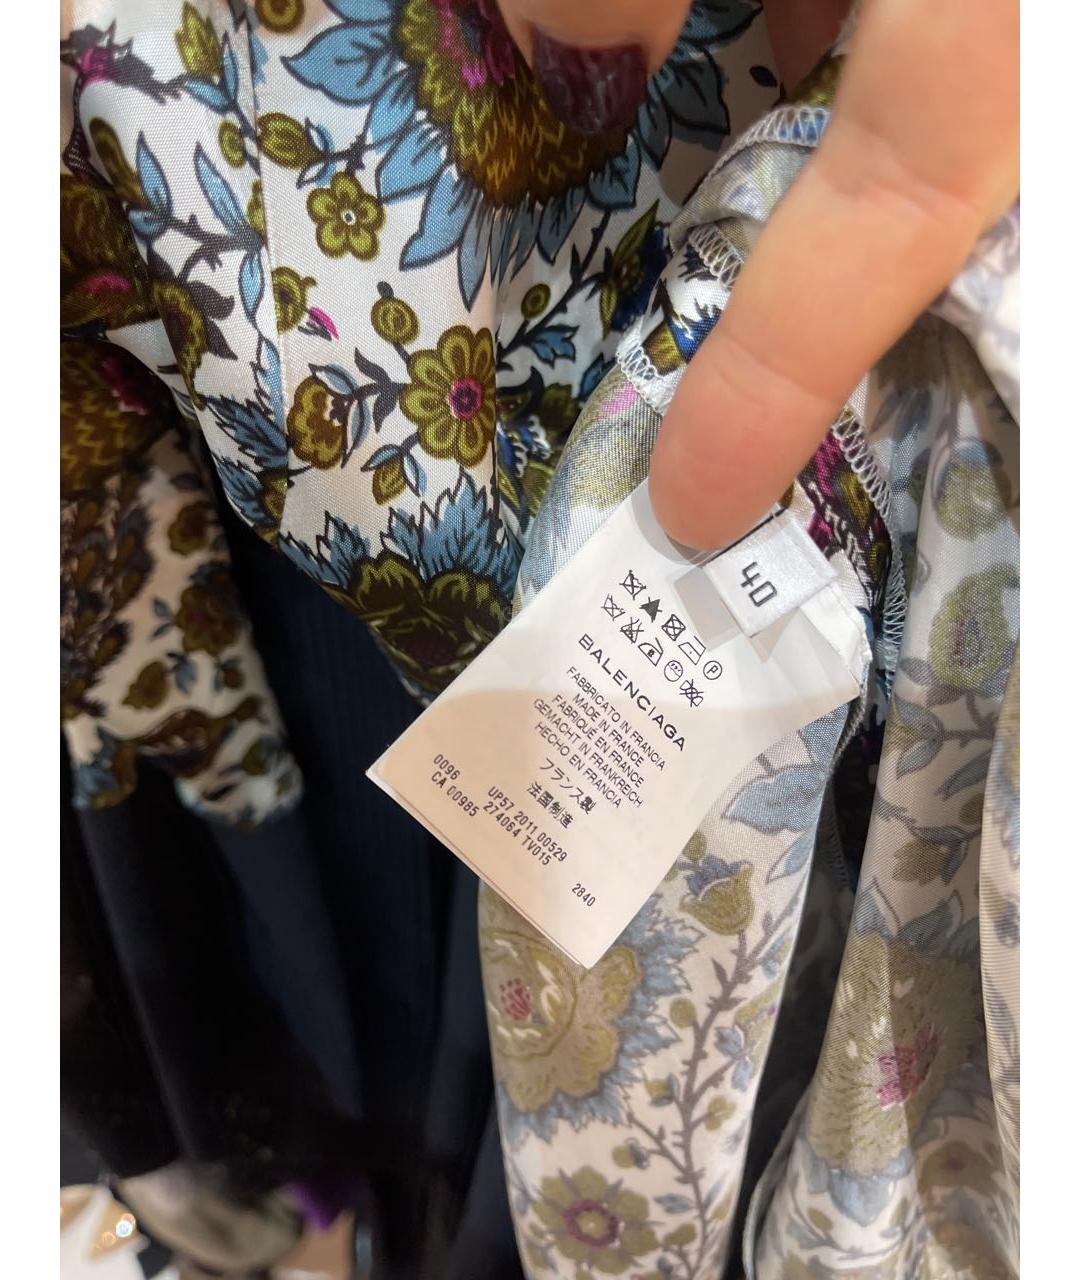 40
BALENCIAGA
FABBRICATO IN FRANCIA
MADE IN FRANCE
FABRIQUÉ EN FRANCE
GEMACHT IN FRANKREICH
HECHO EN FRANCIA
フランス製
法国制造
0096 UP57 2011 00529
CA 00985 274064 TV015
2840